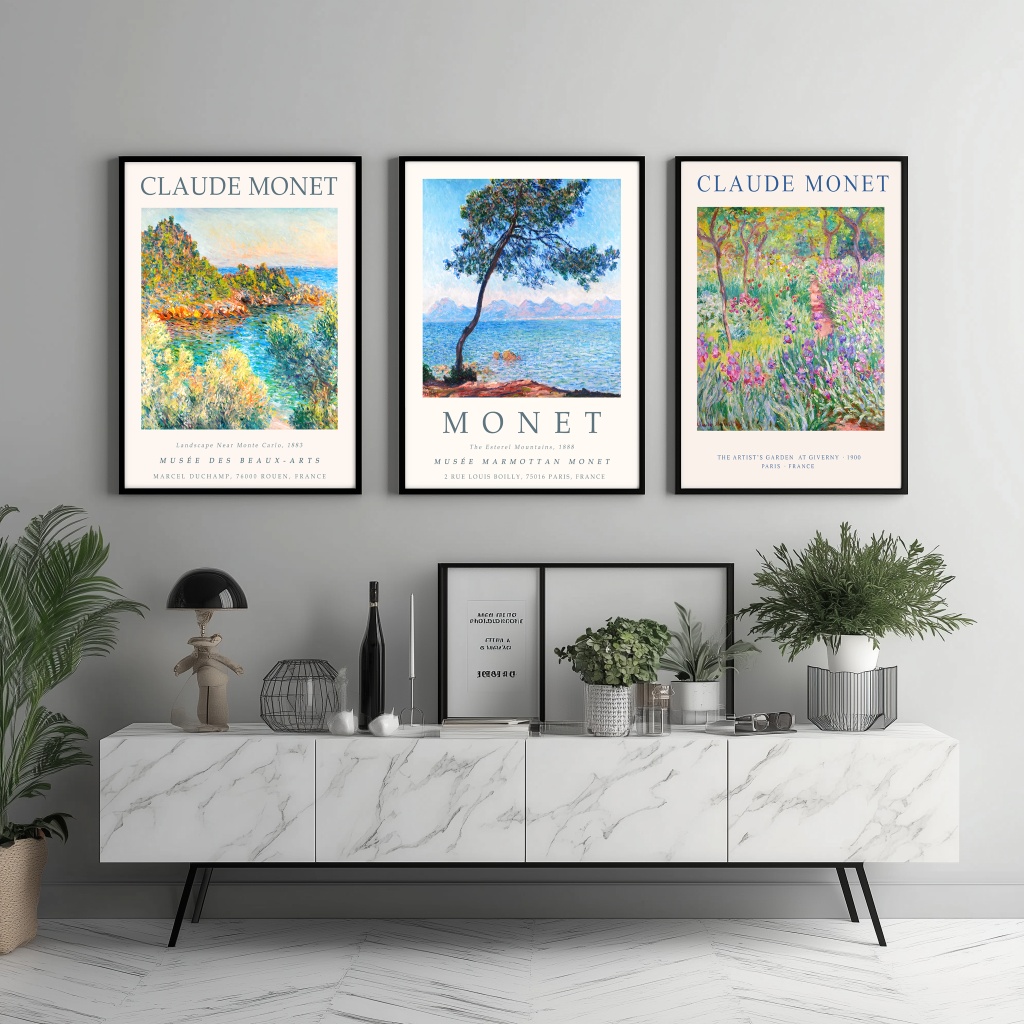 CLAUDE MONET
Landscape Near Monte Carlo, 1883
MUSÉE DES BEAUX-ARTS
MARCEL DUCHAMP, 74000 ROUEN, FRANCE
MONET
The Esterel Mountains, 1888
MUSÉE MARMOTTAN MONET
2 RUE LOUIS BOILLY, 75016 PARIS, FRANCE
CLAUDE MONET
THE ARTIST'S GARDEN AT GIVERNY - 1900
PARIS - FRANCE